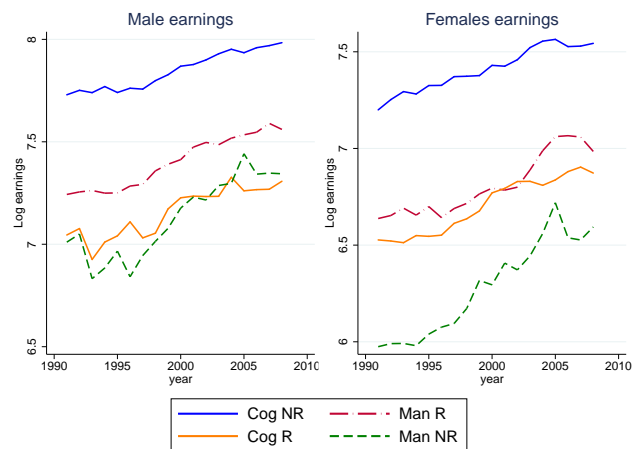 Male earnings
Females earnings
Log earnings
8
7.5
7
6.5
1990
1995
2000
2005
2010
year
Log earnings
7.5
7
6.5
6
1990
1995
2000
2005
2010
year
Cog NR
Man R
Cog R
Man NR